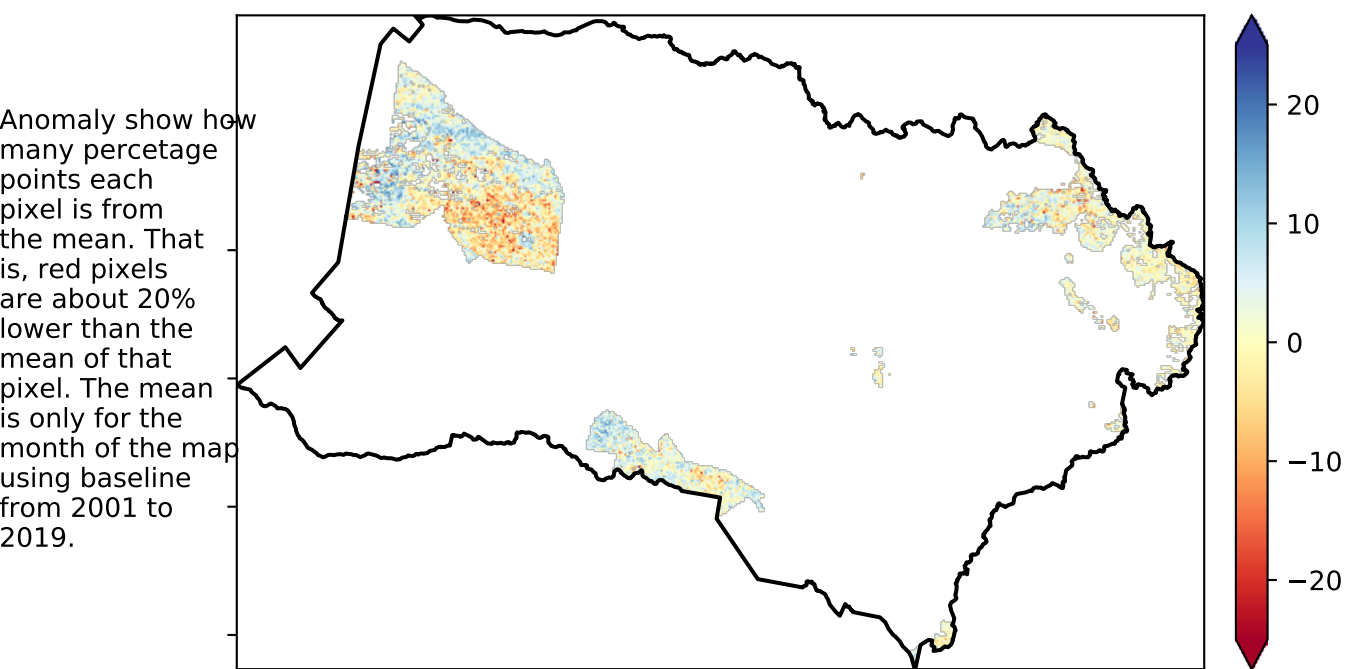 Anomaly show how
many percetage
points each
pixel is from
the mean. That
is, red pixels
are about 20%
lower than the
mean of that
pixel. The mean
is only for the
month of the map
using baseline
from 2001 to
2019.
20
10
0
−10
−20